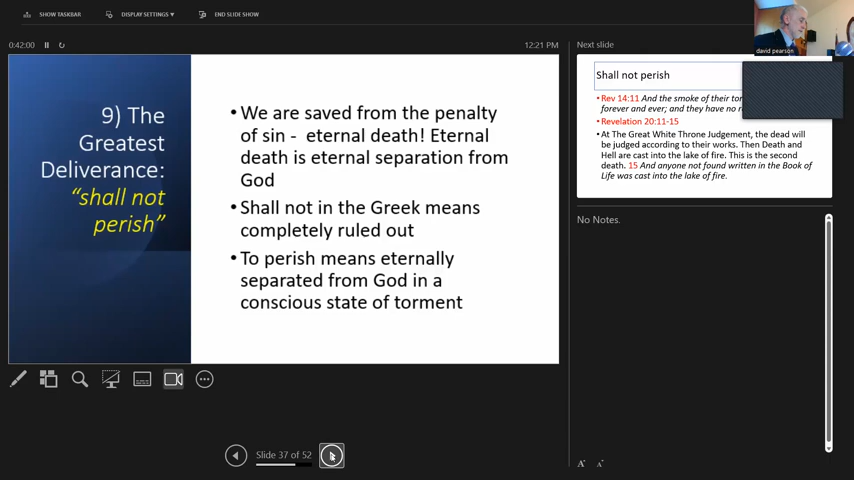 SHOW TASKBAR
DISPLAY SETTINGS ▼
END SLIDE SHOW
0:42:00
12:21 PM
Next slide
david pearson
9) The
Greatest
Deliverance:
“shall not
perish”
• We are saved from the penalty
of sin - eternal death! Eternal
death is eternal separation from
God
• Shall not in the Greek means
completely ruled out
• To perish means eternally
separated from God in a
conscious state of torment
Shall not perish
• Rev 14:11 And the smoke of their
forever and ever; and they have no
• Revelation 20:11-15
• At The Great White Throne Judgement, the dead will
be judged according to their works. Then Death and
Hell are cast into the lake of fire. This is the second
death. 15 And anyone not found written in the Book of
Life was cast into the lake of fire.
No Notes.
Slide 37 of 52
A A